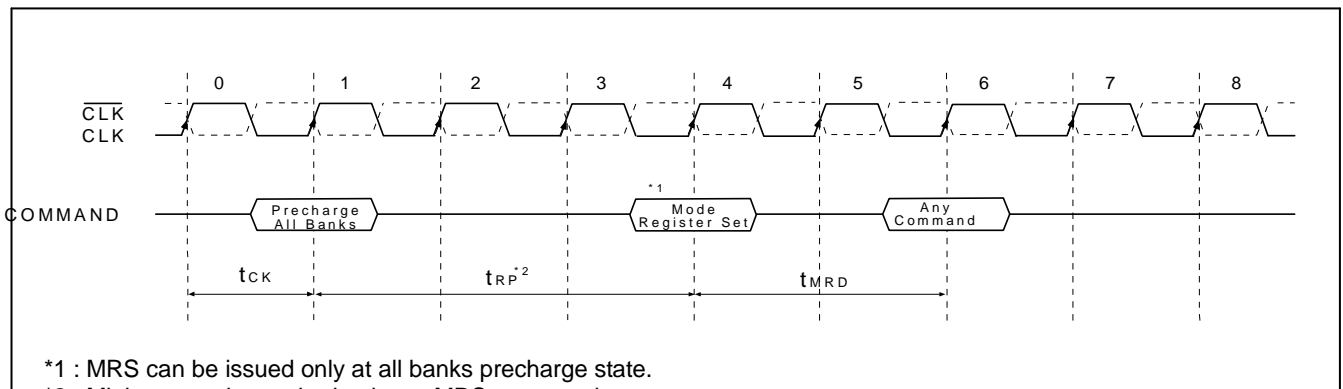 0 1 2 3 4 5 6 7 8
CLK
CLK
*1
COMMAND
Precharge
All Banks
Mode
Register Set
Any
Command
tCK
tRP*2
tMRD
*1 : MRS can be issued only at all banks precharge state.